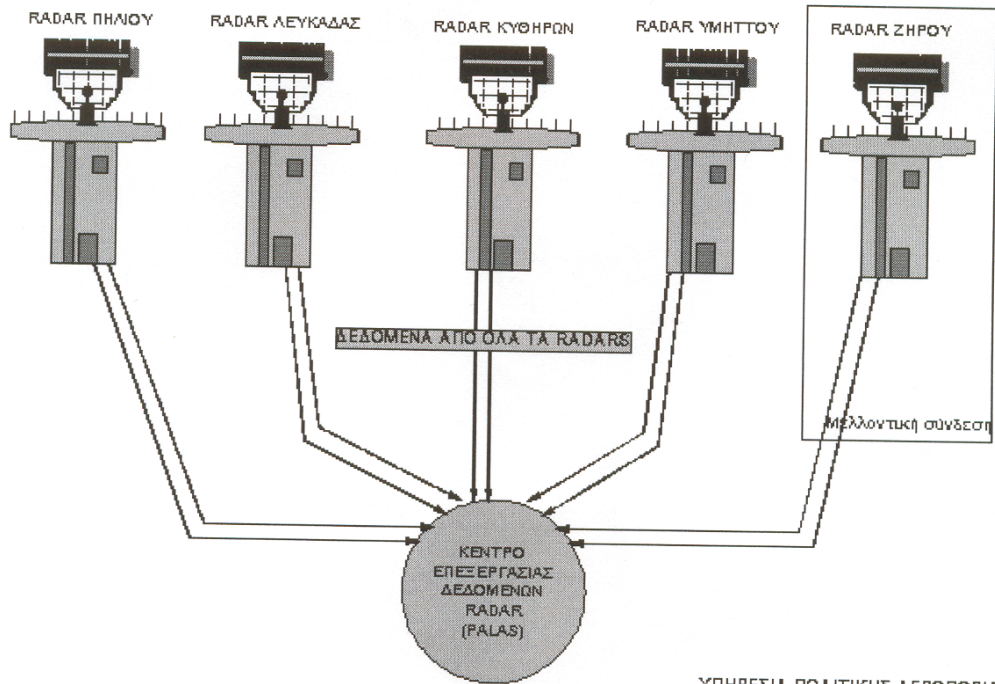 RADAR ΠΗΛΙΟΥ
RADAR ΛΕΥΚΑΔΑΣ
RADAR ΚΥΘΗΡΩΝ
RADAR ΥΜΗΤΤΟΥ
RADAR ΖΗΡΟΥ
ΔΕΔΟΜΕΝΑ ΑΠΟ ΟΛΑ ΤΑ RADARS
Μελλοντική σύνδεση
ΚΕΝΤΡΟ
ΕΠΕΞΕΡΓΑΣΙΑΣ
ΔΕΔΟΜΕΝΩΝ
RADAR
(PALAS)